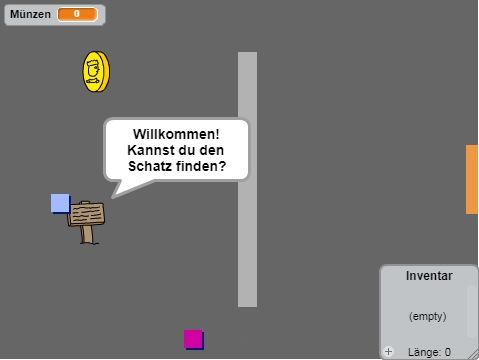 Münzen 0
Willkommen!
Kannst du den
Schatz finden?
Inventar
(empty)
+ Länge: 0